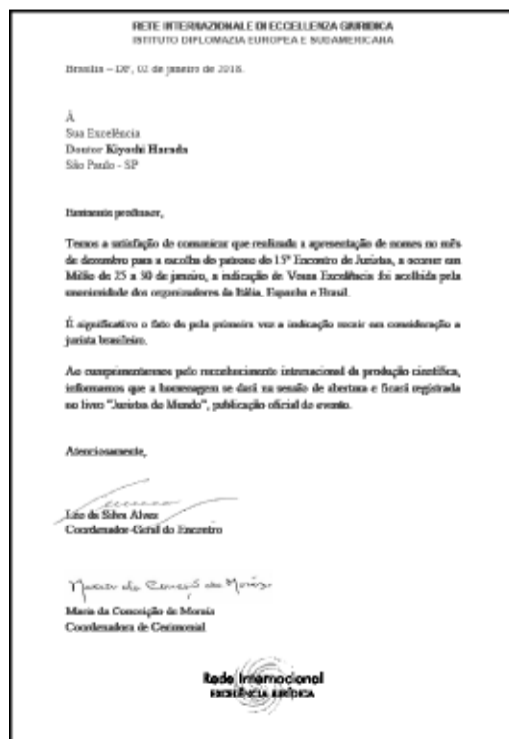 RETE INTERNAZIONALE DI ECCELLENZA GIURIDICA
ISTITUTO DIPLOMAZIA EUROPEA E SUDAMERICANA
Brasília – DF, 02 de janeiro de 2018.
À
Sua Excelência
Doutor Kiyoshi Harada
São Paulo - SP
Eminente professor,
Temos a satisfação de comunicar que realizada a apresentação de nomes no mês
de dezembro para a escolha do patrono do 15º Encontro de Juristas, a ocorrer em
Milão de 25 a 30 de janeiro, a indicação de Vossa Excelência foi acolhida pela
unanimidade dos organizadores da Itália, Espanha e Brasil.
É significativo o fato de pela primeira vez a indicação recair em consideração a
jurista brasileiro.
Ao cumprimentarmos pelo reconhecimento internacional da produção científica,
informamos que a homenagem se dará na sessão de abertura e ficará registrada
no livro "Juristas do Mundo", publicação oficial do evento.
Atenciosamente,
Léo da Silva Alves
Coordenador-Geral do Encontro
Maria da Conceição de Morais
Maria da Conceição de Morais
Coordenadora de Cerimonial
Rede Internacional
EXCELÊNCIA JURÍDICA